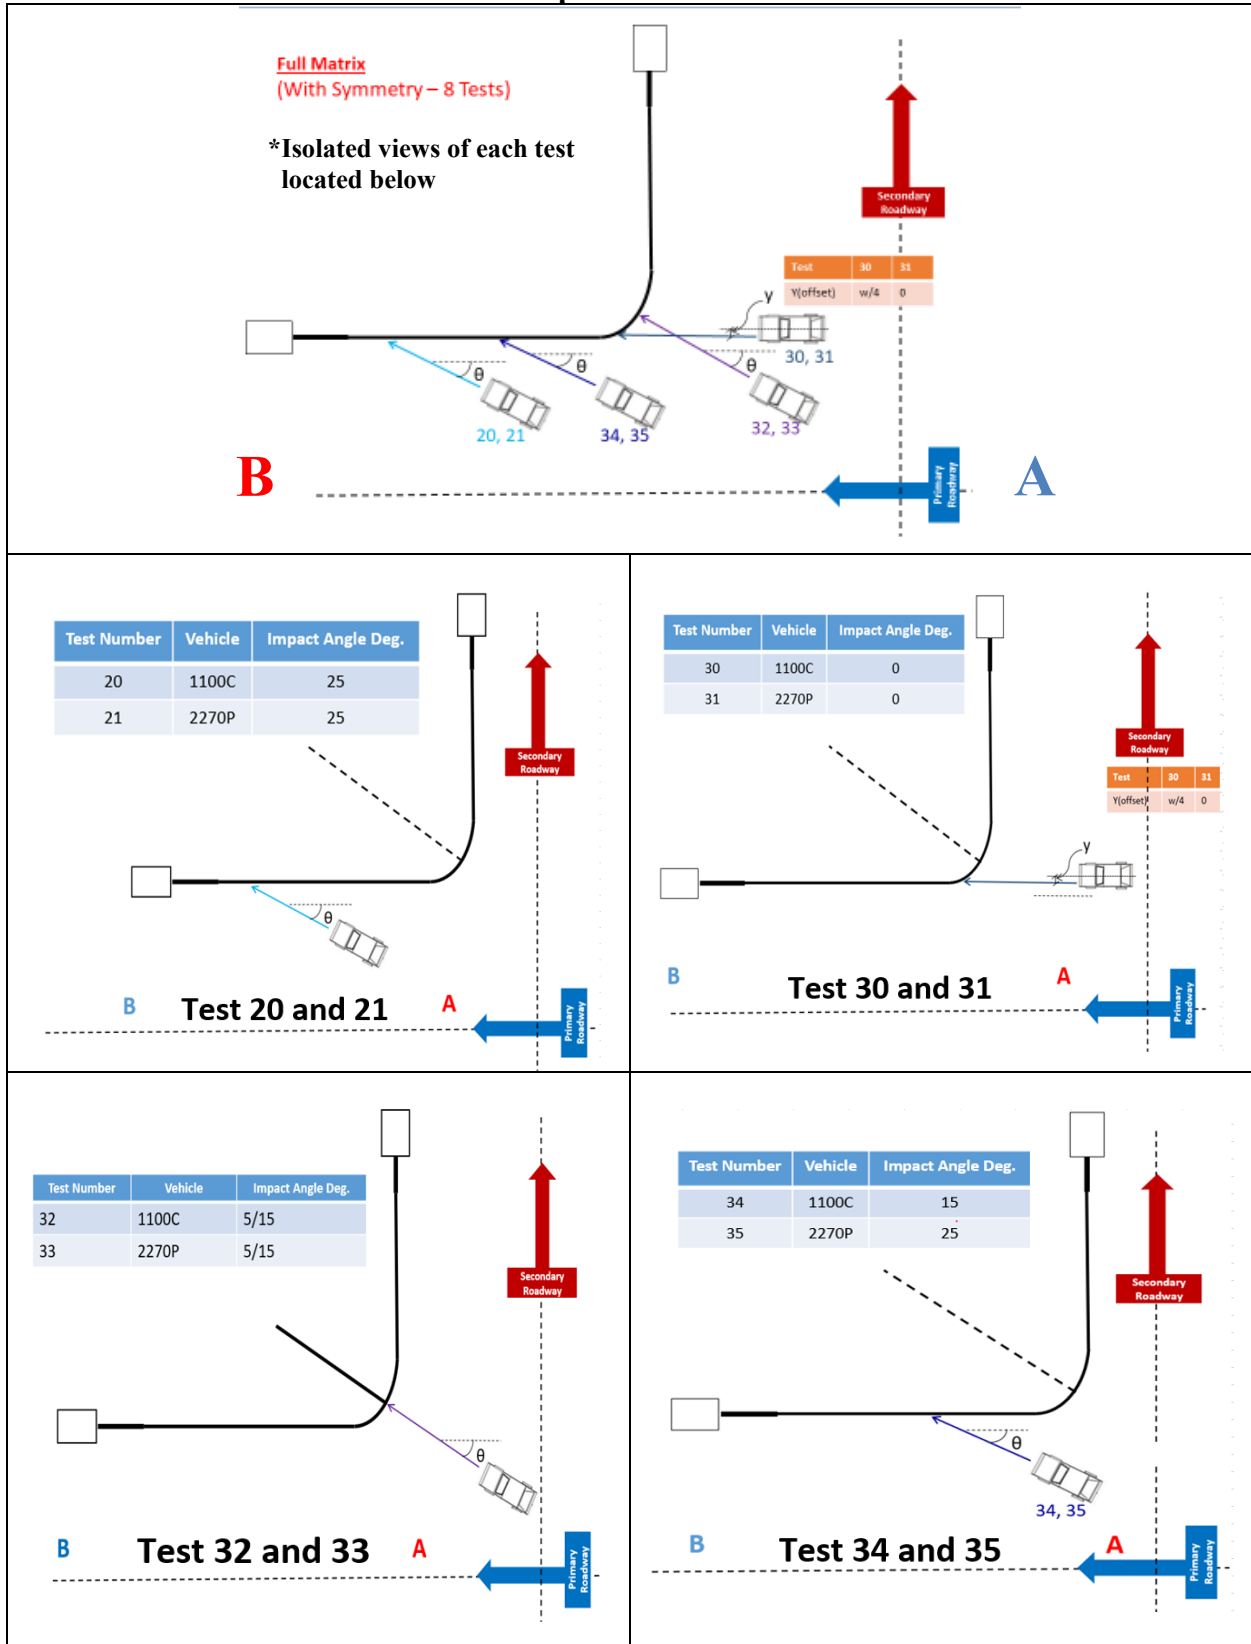 Full Matrix
(With Symmetry – 8 Tests)
*Isolated views of each test
located below
Secondary
Roadway
Test 30 31
Y(offset) w/4 0
y
30, 31
θ
θ
θ
20, 21
34, 35
32, 33
B
A
Primary
Roadway
Test Number Vehicle Impact Angle Deg.
20 1100C 25
21 2270P 25
Secondary
Roadway
θ
B
Test 20 and 21
A
Primary
Roadway
Test Number Vehicle Impact Angle Deg.
30 1100C 0
31 2270P 0
Secondary
Roadway
Test 30 31
Y(offset) w/4 0
y
B
Test 30 and 31
A
Primary
Roadway
Test Number Vehicle Impact Angle Deg.
32 1100C 5/15
33 2270P 5/15
Secondary
Roadway
θ
B
Test 32 and 33
A
Primary
Roadway
Test Number Vehicle Impact Angle Deg.
34 1100C 15
35 2270P 25
Secondary
Roadway
θ
34, 35
B
Test 34 and 35
A
Primary
Roadway